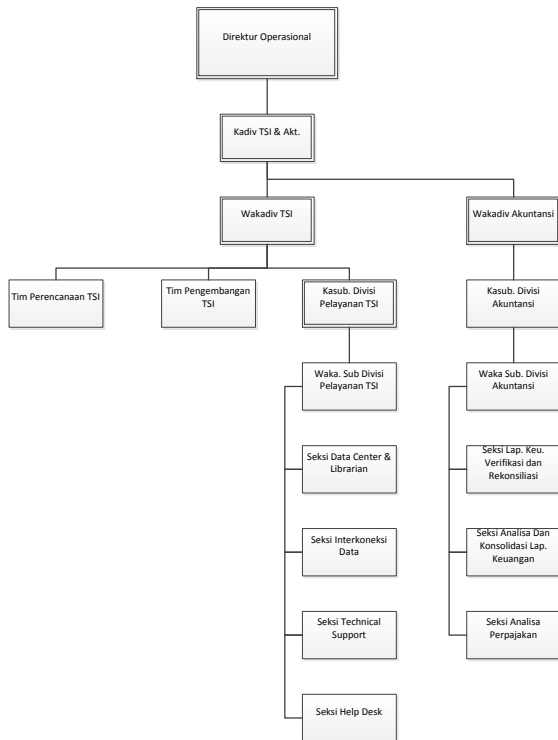 Direktur Operasional
Kadiv TSI & Akt.
Wakadiv TSI
Wakadiv Akuntansi
Tim Perencanaan TSI
Tim Pengembangan
TSI
Kasub. Divisi
Pelayanan TSI
Kasub. Divisi
Akuntansi
Waka. Sub Divisi
Pelayanan TSI
Waka Sub. Divisi
Akuntansi
Seksi Data Center &
Librarian
Seksi Lap. Keu.
Verifikasi dan
Rekonsiliasi
Seksi Interkoneksi
Data
Seksi Analisa Dan
Konsolidasi Lap.
Keuangan
Seksi Technical
Support
Seksi Analisa
Perpajakan
Seksi Help Desk